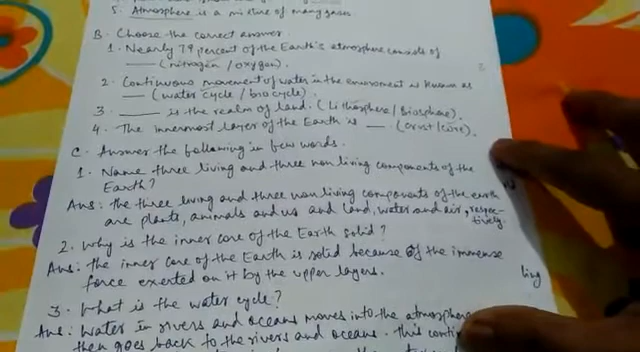 5. Atmosphere is a mixture of many gases
B. Choose the correct answer
1. Nearly 79 percent of the Earth's atmosphere consists of
____ (nitrogen / oxygen).
2. Continuous movement of water in the environment is known as
____ (water cycle / bio cycle).
3. ____ is the realm of land. (Lithosphere / Biosphere).
4. The innermost layer of the Earth is ____ (crust / core).
C. Answer the following in few words.
1. Name three living and three non living components of the
Earth?
Ans: the three living and three non living components of the earth
are plants, animals and us and land, water and air, respec-
tively.
2. Why is the inner core of the Earth solid?
Ans: the inner core of the Earth is solid because of the immense
force exerted on it by the upper layers.
3. What is the water cycle?
Ans: Water in rivers and oceans moves into the atmosphere
then goes back to the rivers and oceans. This